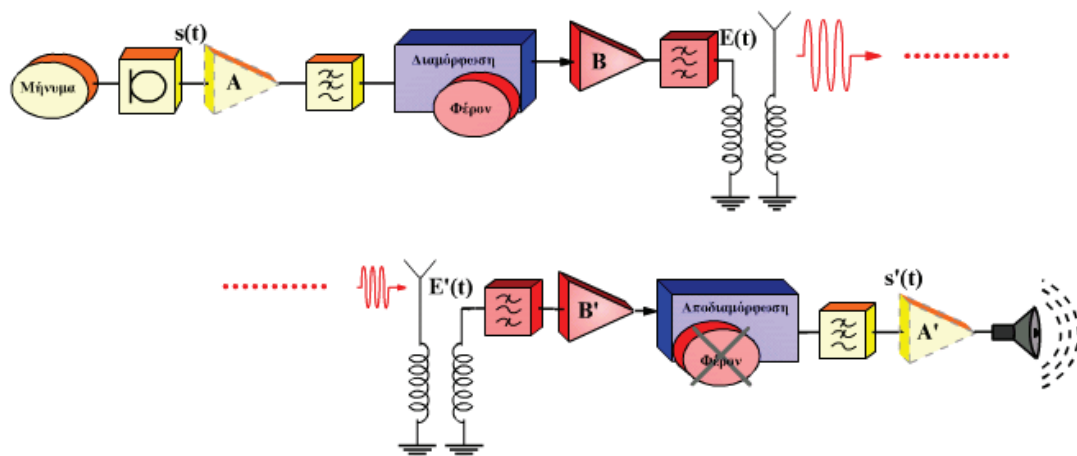 s(t)
E(t)
Μήνυμα
A
Διαμόρφωση
Φέρον
B
E'(t)
B'
Αποδιαμόρφωση
Φέρον
s'(t)
A'